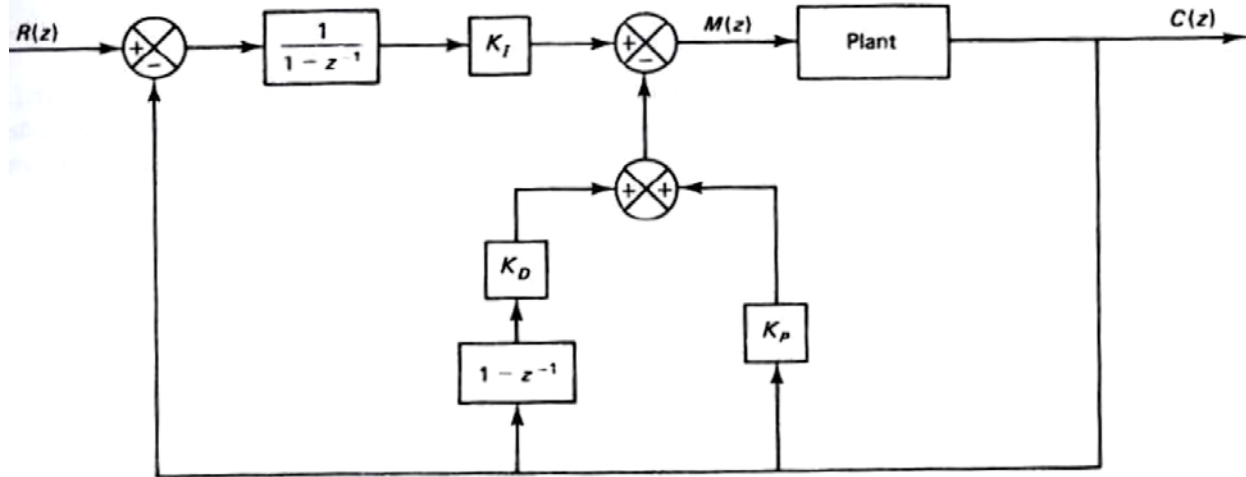 R(z)
+
-
1
1 - z⁻¹
K_I
+
-
M(z)
Plant
C(z)
+
+
K_D
K_P
1 - z⁻¹